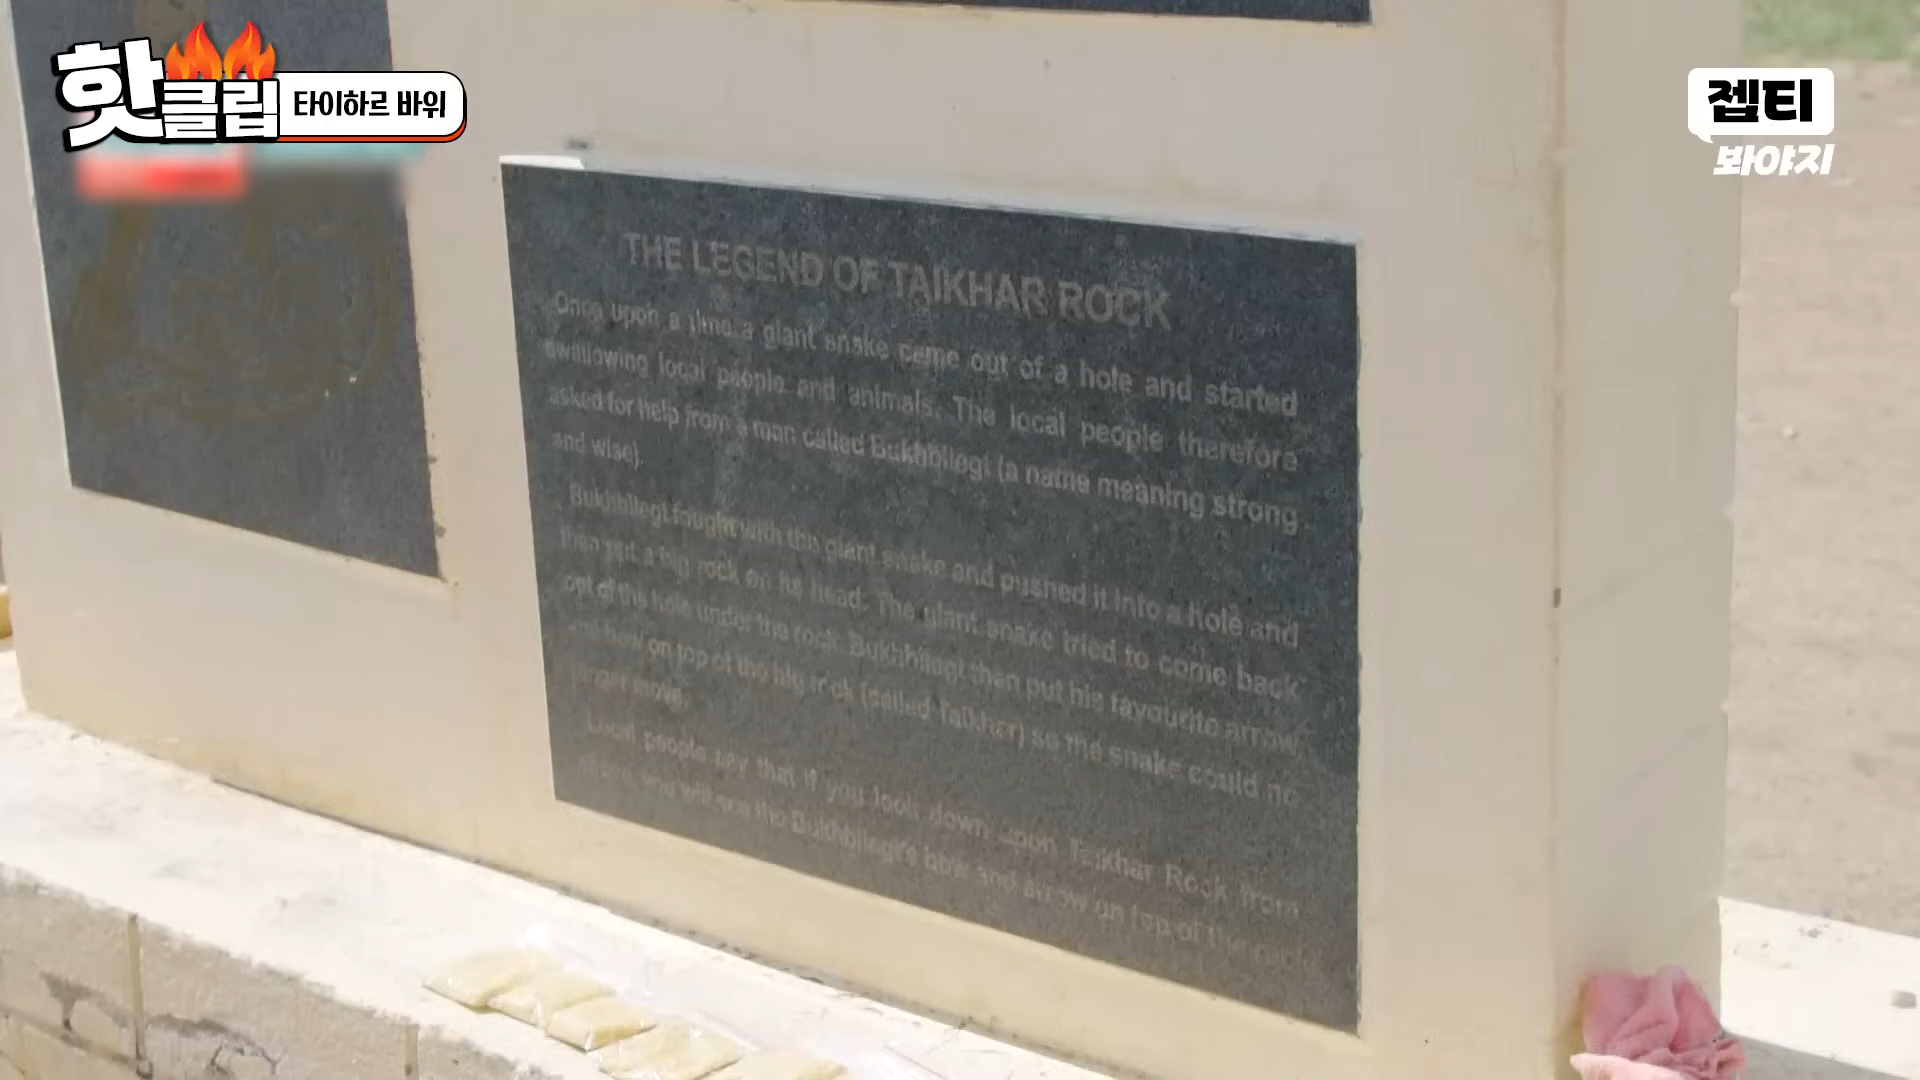 핫클립 타이하르 바위
젭티
봐야지
THE LEGEND OF TAIKHAR ROCK
Once upon a time a giant snake came out of a hole and started
swallowing local people and animals. The local people therefore
asked for help from a man called Bukhbilegt (a name meaning strong
and wise).
Bukhbilegt fought with the giant snake and pushed it into a hole and
then put a big rock on its head. The giant snake tried to come back
out of the hole under the rock. Bukhbilegt then put his favourite arrow
and bow on top of the big rock (called Taikhar) so the snake could no
longer move.
Local people say that if you look down upon Taikhar Rock from
you will see the Bukhbilegt's bow and arrow on top of the